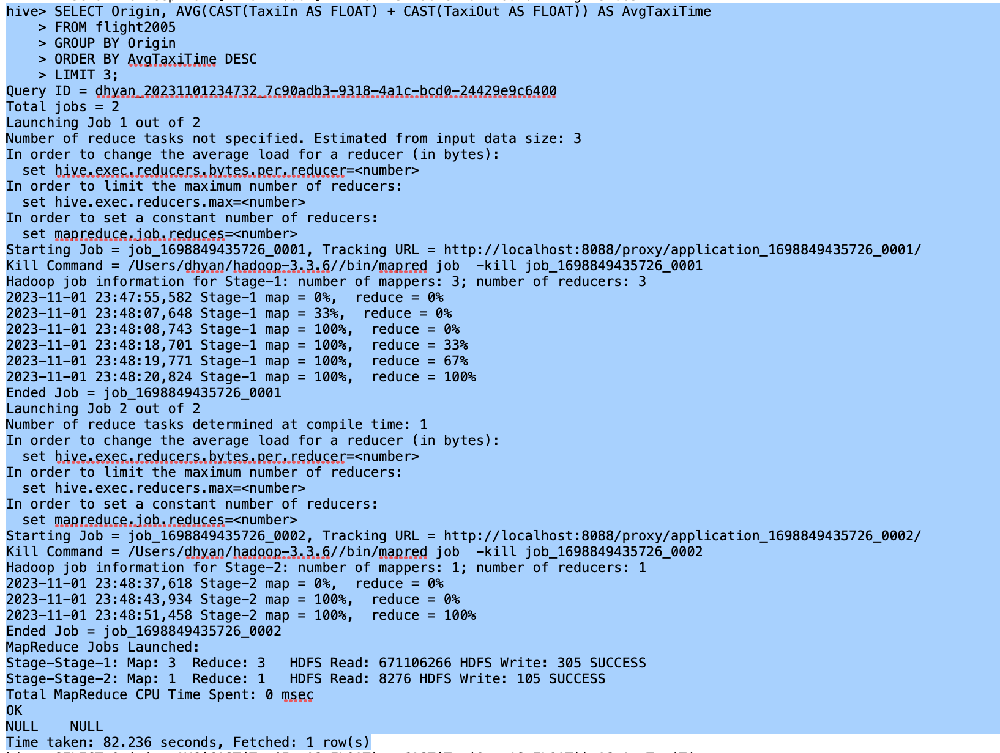 hive> SELECT Origin, AVG(CAST(TaxiIn AS FLOAT) + CAST(TaxiOut AS FLOAT)) AS AvgTaxiTime
    > FROM flight2005
    > GROUP BY Origin
    > ORDER BY AvgTaxiTime DESC
    > LIMIT 3;
Query ID = dhyan_20231101234732_7c90adb3-9318-4a1c-bcd0-24429e9c6400
Total jobs = 2
Launching Job 1 out of 2
Number of reduce tasks not specified. Estimated from input data size: 3
In order to change the average load for a reducer (in bytes):
  set hive.exec.reducers.bytes.per.reducer=<number>
In order to limit the maximum number of reducers:
  set hive.exec.reducers.max=<number>
In order to set a constant number of reducers:
  set mapreduce.job.reduces=<number>
Starting Job = job_1698849435726_0001, Tracking URL = http://localhost:8088/proxy/application_1698849435726_0001/
Kill Command = /Users/dhyan/hadoop-3.3.6//bin/mapred job  -kill job_1698849435726_0001
Hadoop job information for Stage-1: number of mappers: 3; number of reducers: 3
2023-11-01 23:47:55,582 Stage-1 map = 0%,  reduce = 0%
2023-11-01 23:48:07,648 Stage-1 map = 33%,  reduce = 0%
2023-11-01 23:48:08,743 Stage-1 map = 100%,  reduce = 0%
2023-11-01 23:48:18,701 Stage-1 map = 100%,  reduce = 33%
2023-11-01 23:48:19,771 Stage-1 map = 100%,  reduce = 67%
2023-11-01 23:48:20,824 Stage-1 map = 100%,  reduce = 100%
Ended Job = job_1698849435726_0001
Launching Job 2 out of 2
Number of reduce tasks determined at compile time: 1
In order to change the average load for a reducer (in bytes):
  set hive.exec.reducers.bytes.per.reducer=<number>
In order to limit the maximum number of reducers:
  set hive.exec.reducers.max=<number>
In order to set a constant number of reducers:
  set mapreduce.job.reduces=<number>
Starting Job = job_1698849435726_0002, Tracking URL = http://localhost:8088/proxy/application_1698849435726_0002/
Kill Command = /Users/dhyan/hadoop-3.3.6//bin/mapred job  -kill job_1698849435726_0002
Hadoop job information for Stage-2: number of mappers: 1; number of reducers: 1
2023-11-01 23:48:37,618 Stage-2 map = 0%,  reduce = 0%
2023-11-01 23:48:43,934 Stage-2 map = 100%,  reduce = 0%
2023-11-01 23:48:51,458 Stage-2 map = 100%,  reduce = 100%
Ended Job = job_1698849435726_0002
MapReduce Jobs Launched:
Stage-Stage-1: Map: 3  Reduce: 3   HDFS Read: 671106266 HDFS Write: 305 SUCCESS
Stage-Stage-2: Map: 1  Reduce: 1   HDFS Read: 8276 HDFS Write: 105 SUCCESS
Total MapReduce CPU Time Spent: 0 msec
OK
NULL    NULL
Time taken: 82.236 seconds, Fetched: 1 row(s)